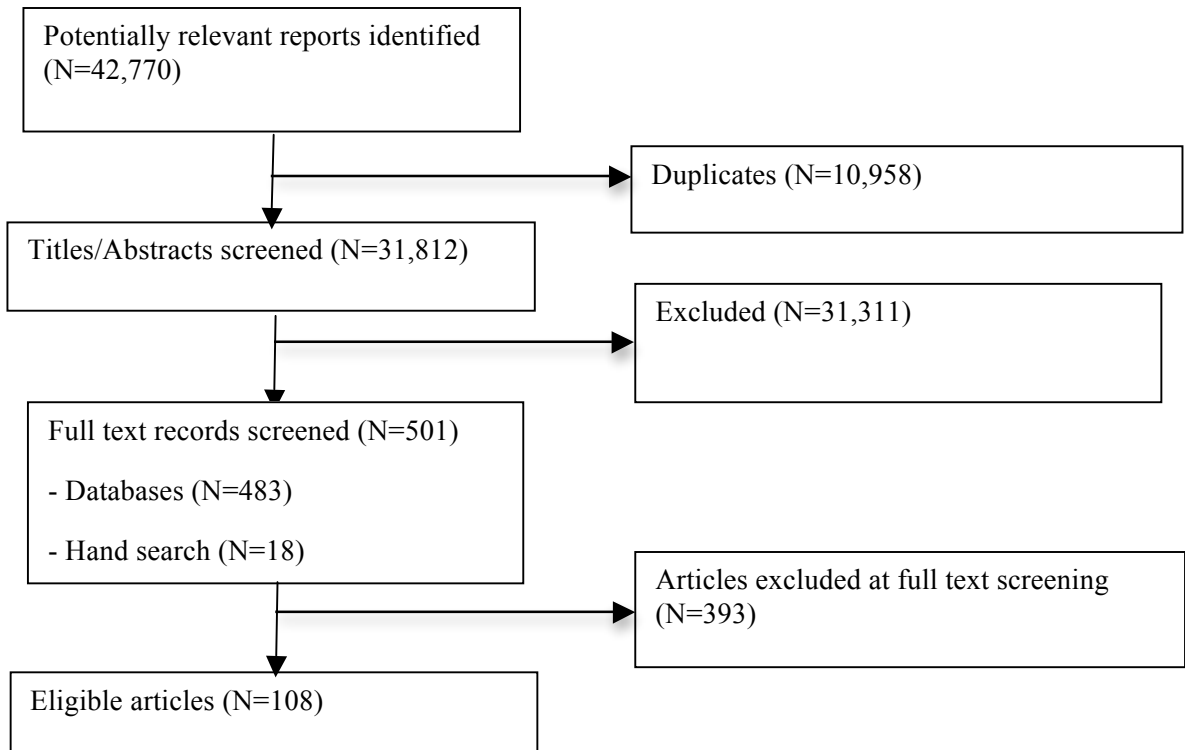 Potentially relevant reports identified
(N=42,770)
Duplicates (N=10,958)
Titles/Abstracts screened (N=31,812)
Excluded (N=31,311)
Full text records screened (N=501)
- Databases (N=483)
- Hand search (N=18)
Articles excluded at full text screening
(N=393)
Eligible articles (N=108)